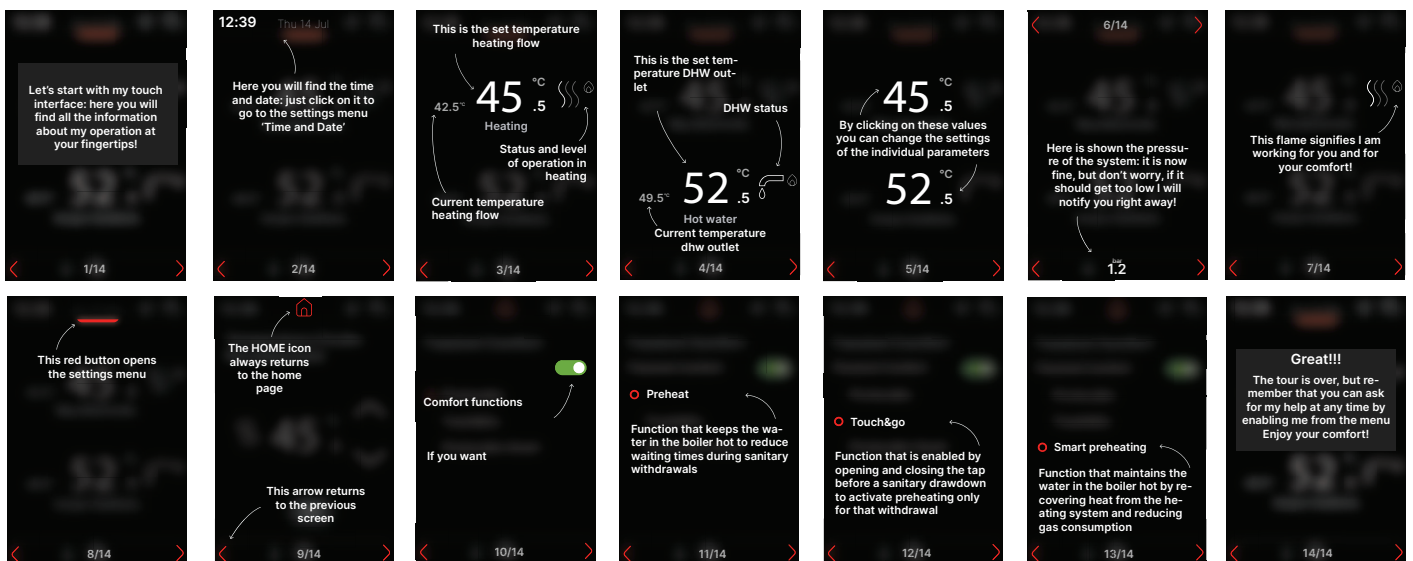 Let's start with my touch
interface: here you will
find all the information
about my operation at
your fingertips!
1/14
12:39
Thu 14 Jul
Here you will find the time
and date: just click on it to
go to the settings menu
'Time and Date'
2/14
This is the set temperature
heating flow
45
°C
.5
42.5°C
Heating
Status and level
of operation in
heating
Current temperature
heating flow
3/14
This is the set tem-
perature DHW out-
let
DHW status
52
°C
.5
49.5°C
Hot water
Current temperature
dhw outlet
4/14
45
°C
.5
By clicking on these values
you can change the settings
of the individual parameters
52
°C
.5
5/14
6/14
Here is shown the pressu-
re of the system: it is now
fine, but don't worry, if it
should get too low I will
notify you right away!
bar
1.2
This flame signifies I am
working for you and for
your comfort!
7/14
This red button opens
the settings menu
8/14
The HOME icon
always returns
to the home
page
This arrow returns
to the previous
screen
9/14
Comfort functions
If you want
10/14
Preheat
Function that keeps the wa-
ter in the boiler hot to reduce
waiting times during sanitary
withdrawals
11/14
Touch&go
Function that is enabled by
opening and closing the tap
before a sanitary drawdown
to activate preheating only
for that withdrawal
12/14
Smart preheating
Function that maintains the
water in the boiler hot by re-
covering heat from the he-
ating system and reducing
gas consumption
13/14
Great!!!
The tour is over, but re-
member that you can ask
for my help at any time by
enabling me from the menu
Enjoy your comfort!
14/14